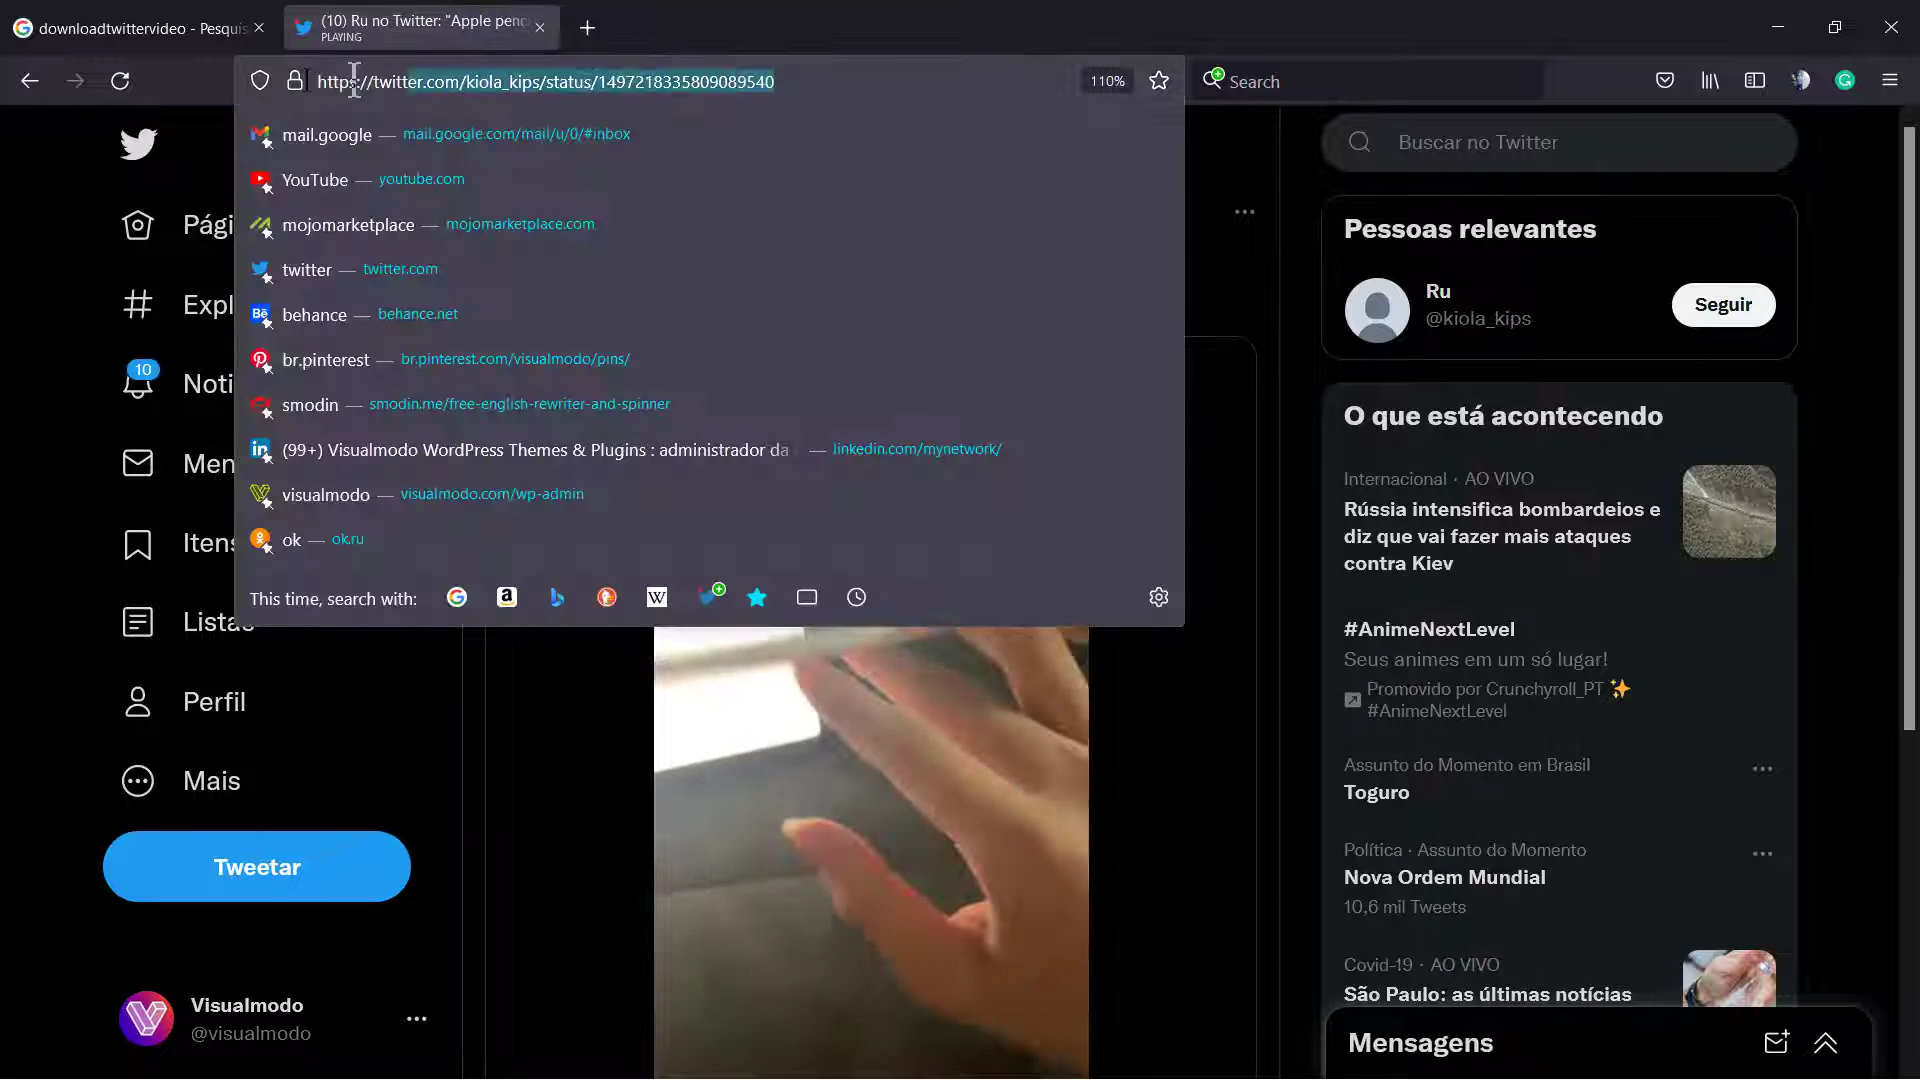 downloadtwittervideo - Pesquis
(10) Ru no Twitter: "Apple penc
PLAYING
https://twitter.com/kiola_kips/status/1497218335809089540
110%
Search
mail.google — mail.google.com/mail/u/0/#inbox
YouTube — youtube.com
mojomarketplace — mojomarketplace.com
twitter — twitter.com
behance — behance.net
br.pinterest — br.pinterest.com/visualmodo/pins/
smodin — smodin.me/free-english-rewriter-and-spinner
(99+) Visualmodo WordPress Themes & Plugins : administrador da — linkedin.com/mynetwork/
visualmodo — visualmodo.com/wp-admin
ok — ok.ru
This time, search with:
Pági
Expl
10
Noti
Men
Itens
Listas
Perfil
Mais
Tweetar
Visualmodo
@visualmodo
Buscar no Twitter
Pessoas relevantes
Ru
@kiola_kips
Seguir
O que está acontecendo
Internacional · AO VIVO
Rússia intensifica bombardeios e
diz que vai fazer mais ataques
contra Kiev
#AnimeNextLevel
Seus animes em um só lugar!
Promovido por Crunchyroll_PT
#AnimeNextLevel
Assunto do Momento em Brasil
Toguro
Política · Assunto do Momento
Nova Ordem Mundial
10,6 mil Tweets
Covid-19 · AO VIVO
São Paulo: as últimas notícias
Mensagens